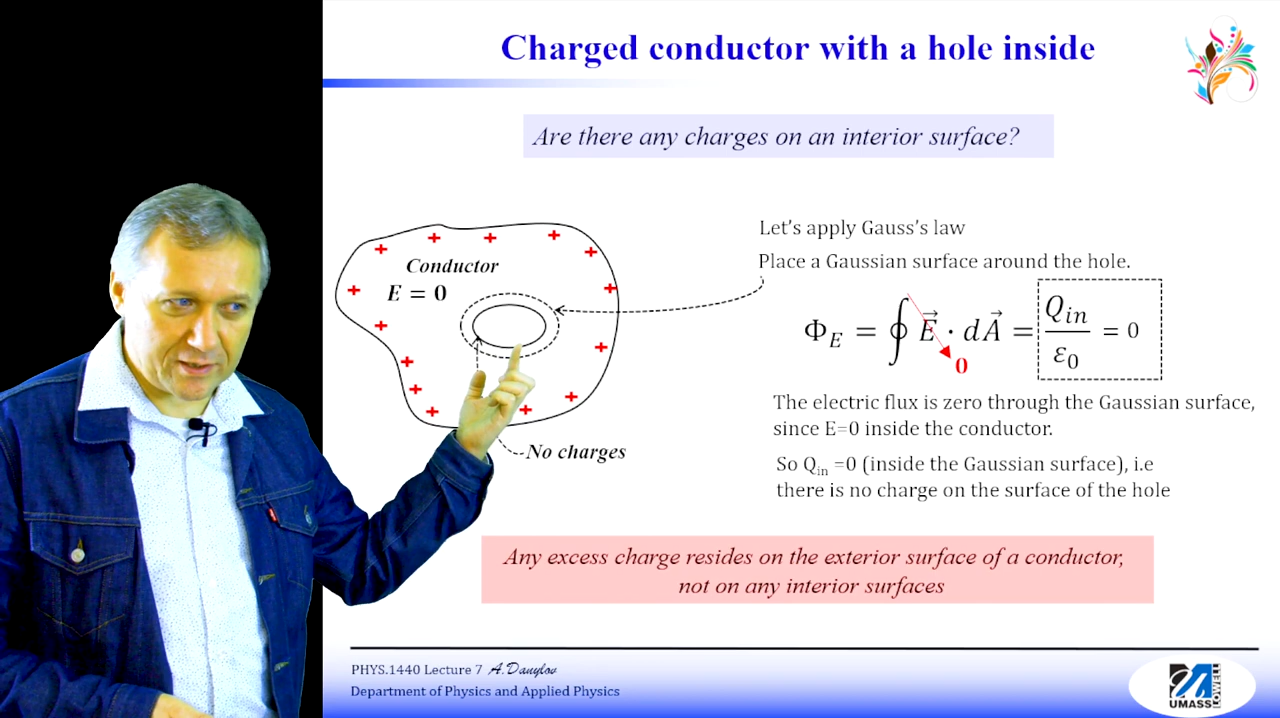 Charged conductor with a hole inside
Are there any charges on an interior surface?
Let's apply Gauss's law
Place a Gaussian surface around the hole.
Conductor
E = 0
Φ_E = ∮ E⃗ · dA⃗ = Q_in / ε₀ = 0
0
The electric flux is zero through the Gaussian surface,
since E=0 inside the conductor.
No charges
So Q_in =0 (inside the Gaussian surface), i.e
there is no charge on the surface of the hole
Any excess charge resides on the exterior surface of a conductor,
not on any interior surfaces
PHYS.1440 Lecture 7 A. Danylov
Department of Physics and Applied Physics
UMASS
LOWELL